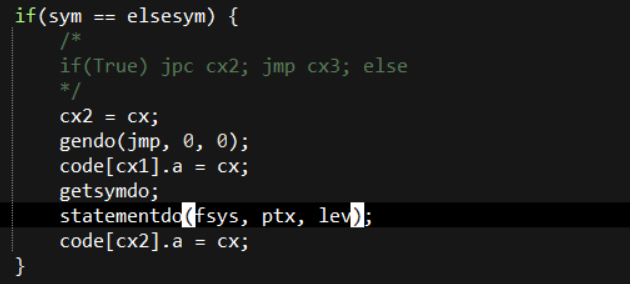 if(sym == elsesym) {
/*
if(True) jpc cx2; jmp cx3; else
*/
cx2 = cx;
gendo(jmp, 0, 0);
code[cx1].a = cx;
getsymdo;
statementdo(fsys, ptx, lev);
code[cx2].a = cx;
}